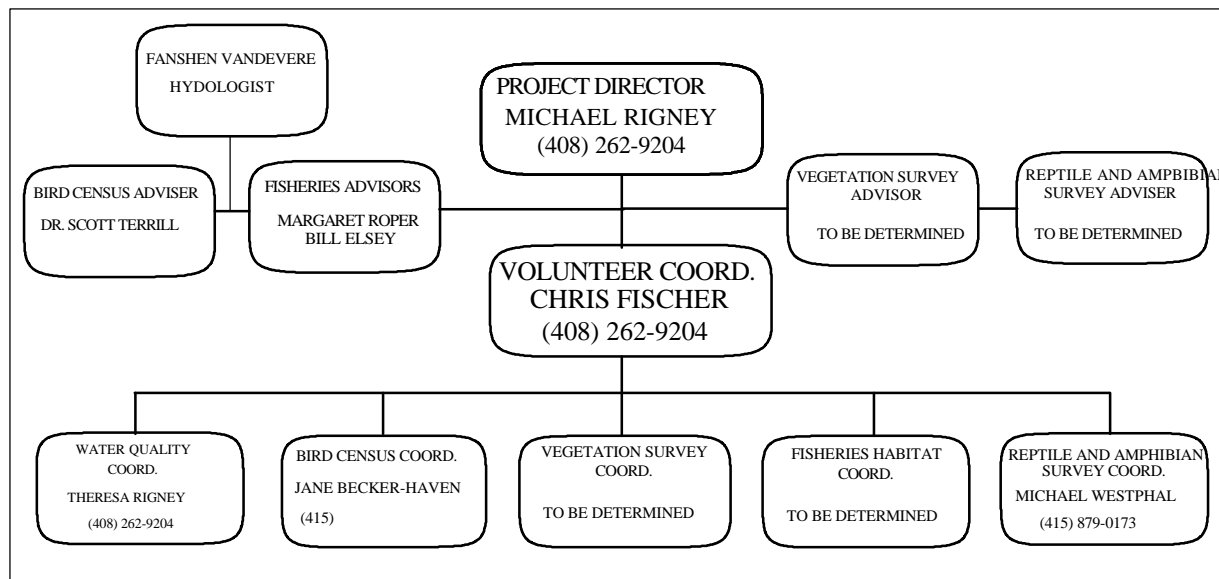 FANSHEN VANDEVERE
HYDOLOGIST
PROJECT DIRECTOR
MICHAEL RIGNEY
(408) 262-9204
BIRD CENSUS ADVISER
DR. SCOTT TERRILL
FISHERIES ADVISORS
MARGARET ROPER
BILL ELSEY
VEGETATION SURVEY
ADVISOR
TO BE DETERMINED
REPTILE AND AMPBIBIAN
SURVEY ADVISER
TO BE DETERMINED
VOLUNTEER COORD.
CHRIS FISCHER
(408) 262-9204
WATER QUALITY
COORD.
THERESA RIGNEY
(408) 262-9204
BIRD CENSUS COORD.
JANE BECKER-HAVEN
(415)
VEGETATION SURVEY
COORD.
TO BE DETERMINED
FISHERIES HABITAT
COORD.
TO BE DETERMINED
REPTILE AND AMPHIBIAN
SURVEY COORD.
MICHAEL WESTPHAL
(415) 879-0173